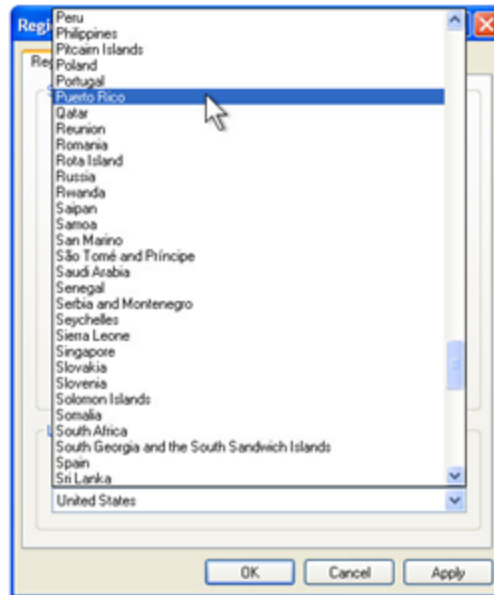 Regi
Peru
Philippines
Pitcairn Islands
Poland
Portugal
Puerto Rico
Qatar
Reunion
Romania
Rota Island
Russia
Rwanda
Saipan
Samoa
San Marino
São Tomé and Príncipe
Saudi Arabia
Senegal
Serbia and Montenegro
Seychelles
Sierra Leone
Singapore
Slovakia
Slovenia
Solomon Islands
Somalia
South Africa
South Georgia and the South Sandwich Islands
Spain
Sri Lanka
United States
OK Cancel Apply